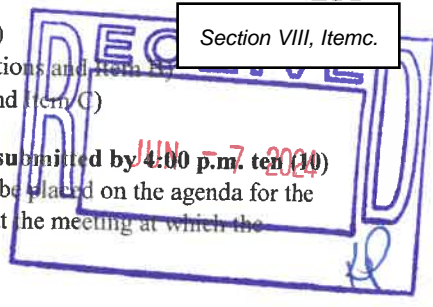 Section VIII, Itemc.
RECEIVED
tions and Item B)
nd Item C)
JUN - 7 2024
submitted by 4:00 p.m. ten (10)
be placed on the agenda for the
t the meeting at which the